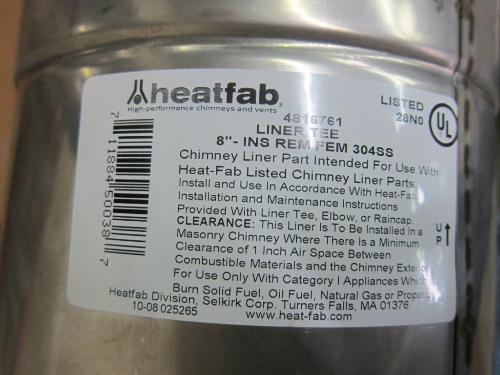 heatfab
High-performance chimneys and vents
LISTED
28N0
UL
4816761
LINER TEE
8"- INS REM FEM 304SS
Chimney Liner Part Intended For Use With
Heat-Fab Listed Chimney Liner Parts
Install and Use In Accordance With Heat-Fab
Installation and Maintenance Instructions
Provided With Liner Tee, Elbow, or Raincap.
CLEARANCE: This Liner Is To Be Installed in a
Masonry Chimney Where There Is a Minimum
Clearance of 1 Inch Air Space Between
Combustible Materials and the Chimney Exterior
For Use Only With Category I Appliances Which
Burn Solid Fuel, Oil Fuel, Natural Gas or Propane
Heatfab Division, Selkirk Corp. Turners Falls, MA 01376
10-08 025265
www.heat-fab.com
UP
7 11884 50038 7